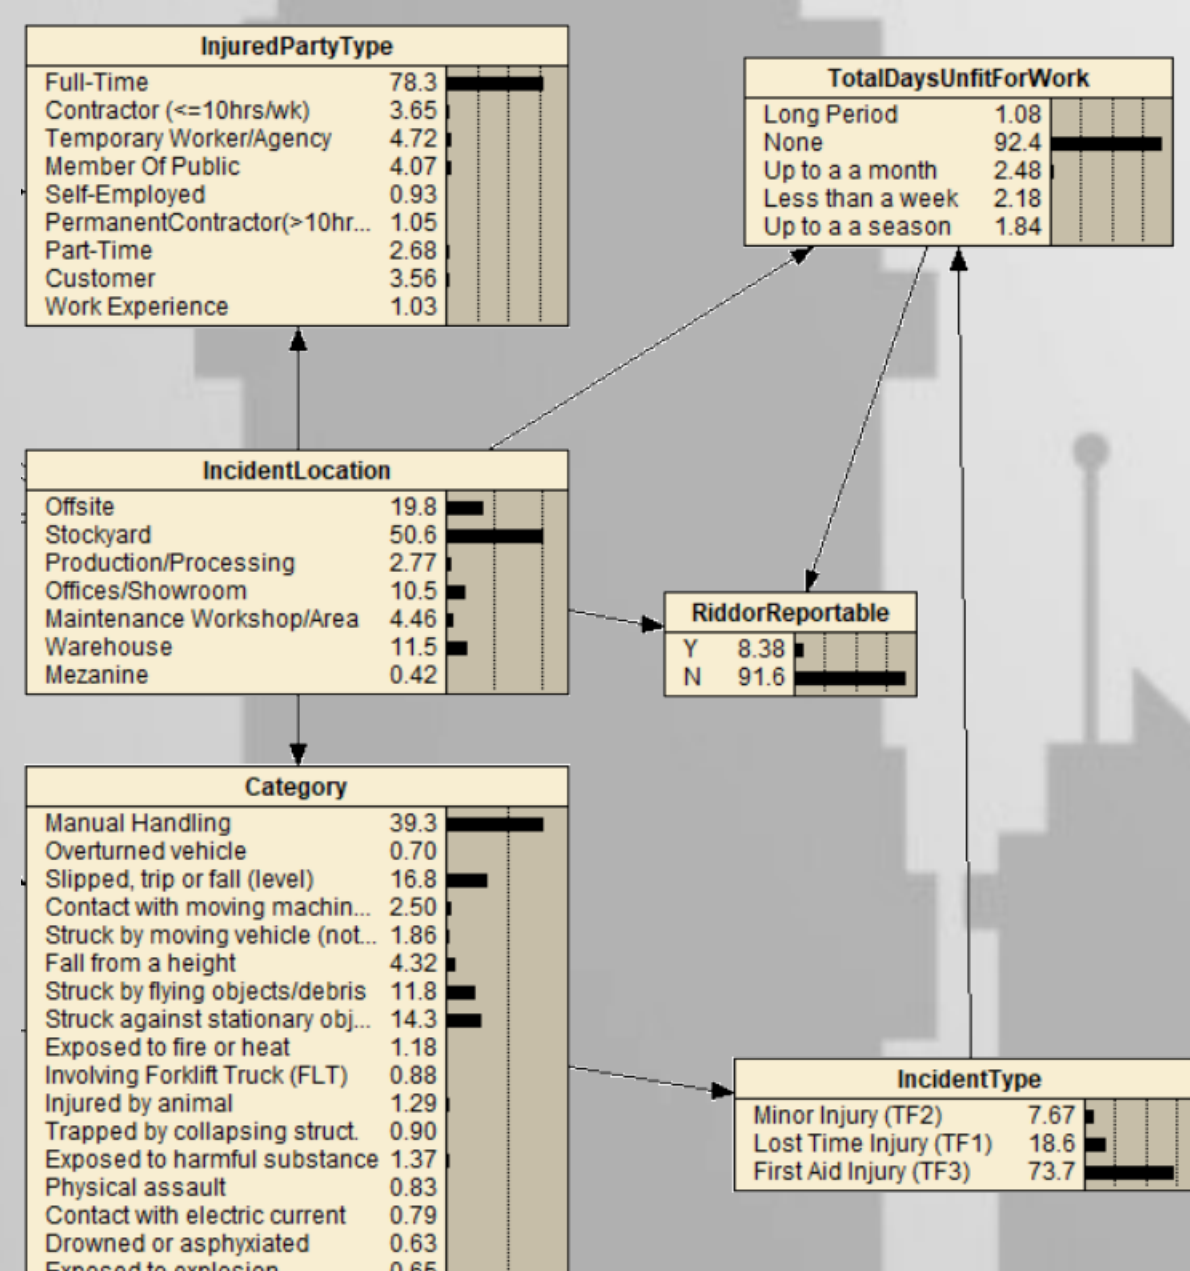 InjuredPartyType
Full-Time 78.3
Contractor (<=10hrs/wk) 3.65
Temporary Worker/Agency 4.72
Member Of Public 4.07
Self-Employed 0.93
PermanentContractor(>10hr... 1.05
Part-Time 2.68
Customer 3.56
Work Experience 1.03
TotalDaysUnfitForWork
Long Period 1.08
None 92.4
Up to a a month 2.48
Less than a week 2.18
Up to a a season 1.84
IncidentLocation
Offsite 19.8
Stockyard 50.6
Production/Processing 2.77
Offices/Showroom 10.5
Maintenance Workshop/Area 4.46
Warehouse 11.5
Mezanine 0.42
RiddorReportable
Y 8.38
N 91.6
Category
Manual Handling 39.3
Overturned vehicle 0.70
Slipped, trip or fall (level) 16.8
Contact with moving machin... 2.50
Struck by moving vehicle (not... 1.86
Fall from a height 4.32
Struck by flying objects/debris 11.8
Struck against stationary obj... 14.3
Exposed to fire or heat 1.18
Involving Forklift Truck (FLT) 0.88
Injured by animal 1.29
Trapped by collapsing struct. 0.90
Exposed to harmful substance 1.37
Physical assault 0.83
Contact with electric current 0.79
Drowned or asphyxiated 0.63
Exposed to explosion 0.65
IncidentType
Minor Injury (TF2) 7.67
Lost Time Injury (TF1) 18.6
First Aid Injury (TF3) 73.7